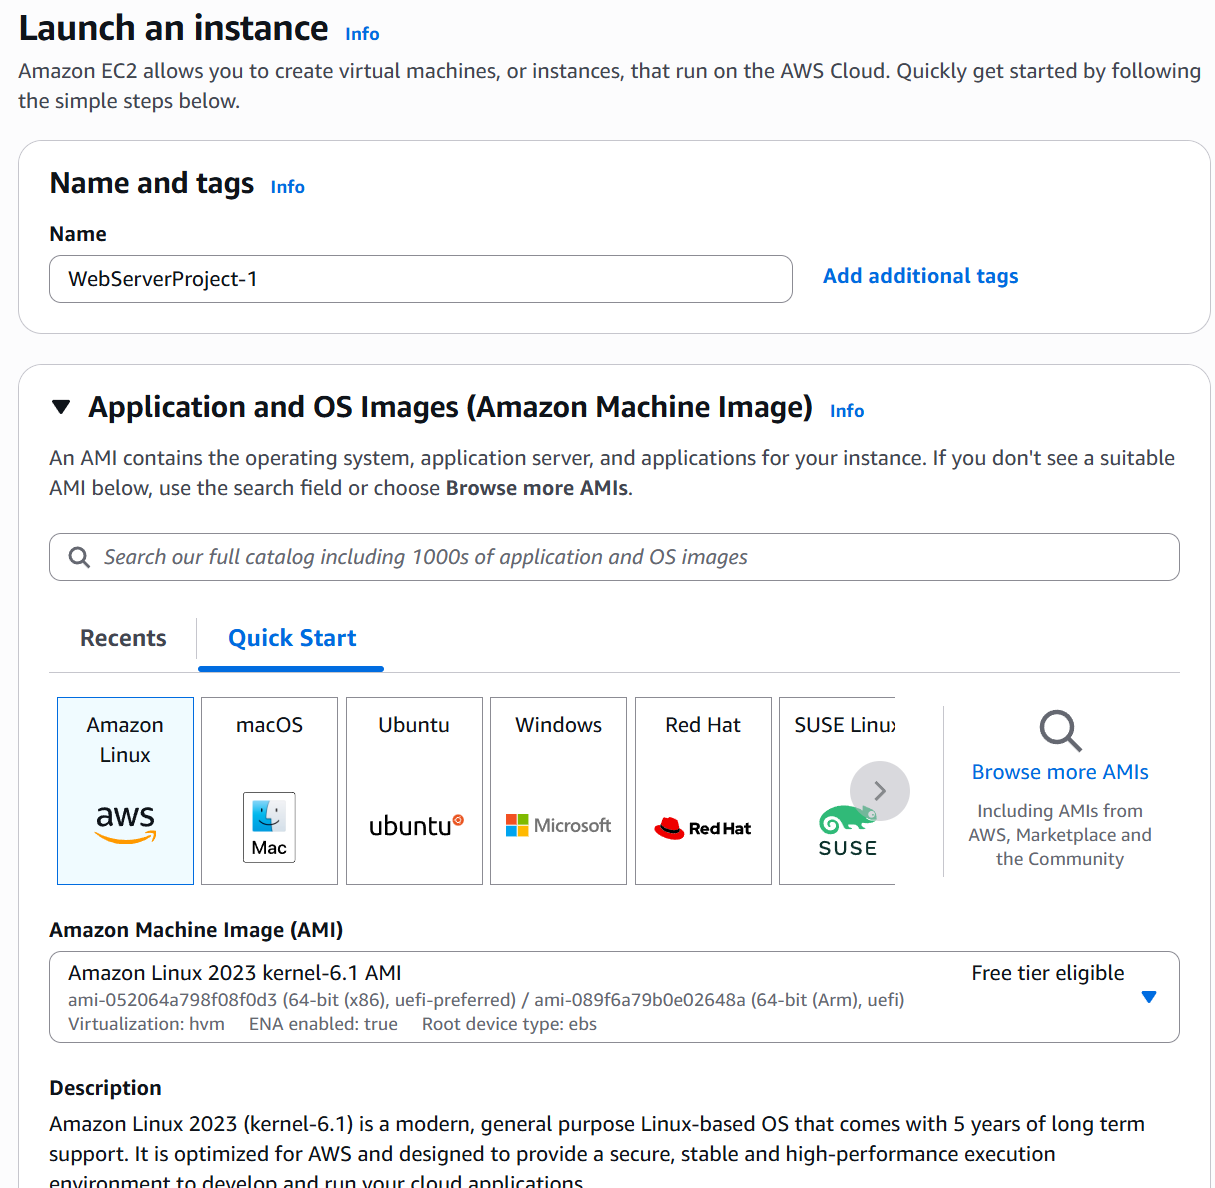 Launch an instance Info
Amazon EC2 allows you to create virtual machines, or instances, that run on the AWS Cloud. Quickly get started by following
the simple steps below.
Name and tags Info
Name
WebServerProject-1
Add additional tags
Application and OS Images (Amazon Machine Image) Info
An AMI contains the operating system, application server, and applications for your instance. If you don't see a suitable
AMI below, use the search field or choose Browse more AMIs.
Search our full catalog including 1000s of application and OS images
Recents
Quick Start
Amazon
Linux
aws
macOS
Mac
Ubuntu
ubuntu
Windows
Microsoft
Red Hat
Red Hat
SUSE Linux
SUSE
Browse more AMIs
Including AMIs from
AWS, Marketplace and
the Community
Amazon Machine Image (AMI)
Amazon Linux 2023 kernel-6.1 AMI
Free tier eligible
ami-052064a798f08f0d3 (64-bit (x86), uefi-preferred) / ami-089f6a79b0e02648a (64-bit (Arm), uefi)
Virtualization: hvm ENA enabled: true Root device type: ebs
Description
Amazon Linux 2023 (kernel-6.1) is a modern, general purpose Linux-based OS that comes with 5 years of long term
support. It is optimized for AWS and designed to provide a secure, stable and high-performance execution
environment to develop and run your cloud applications.